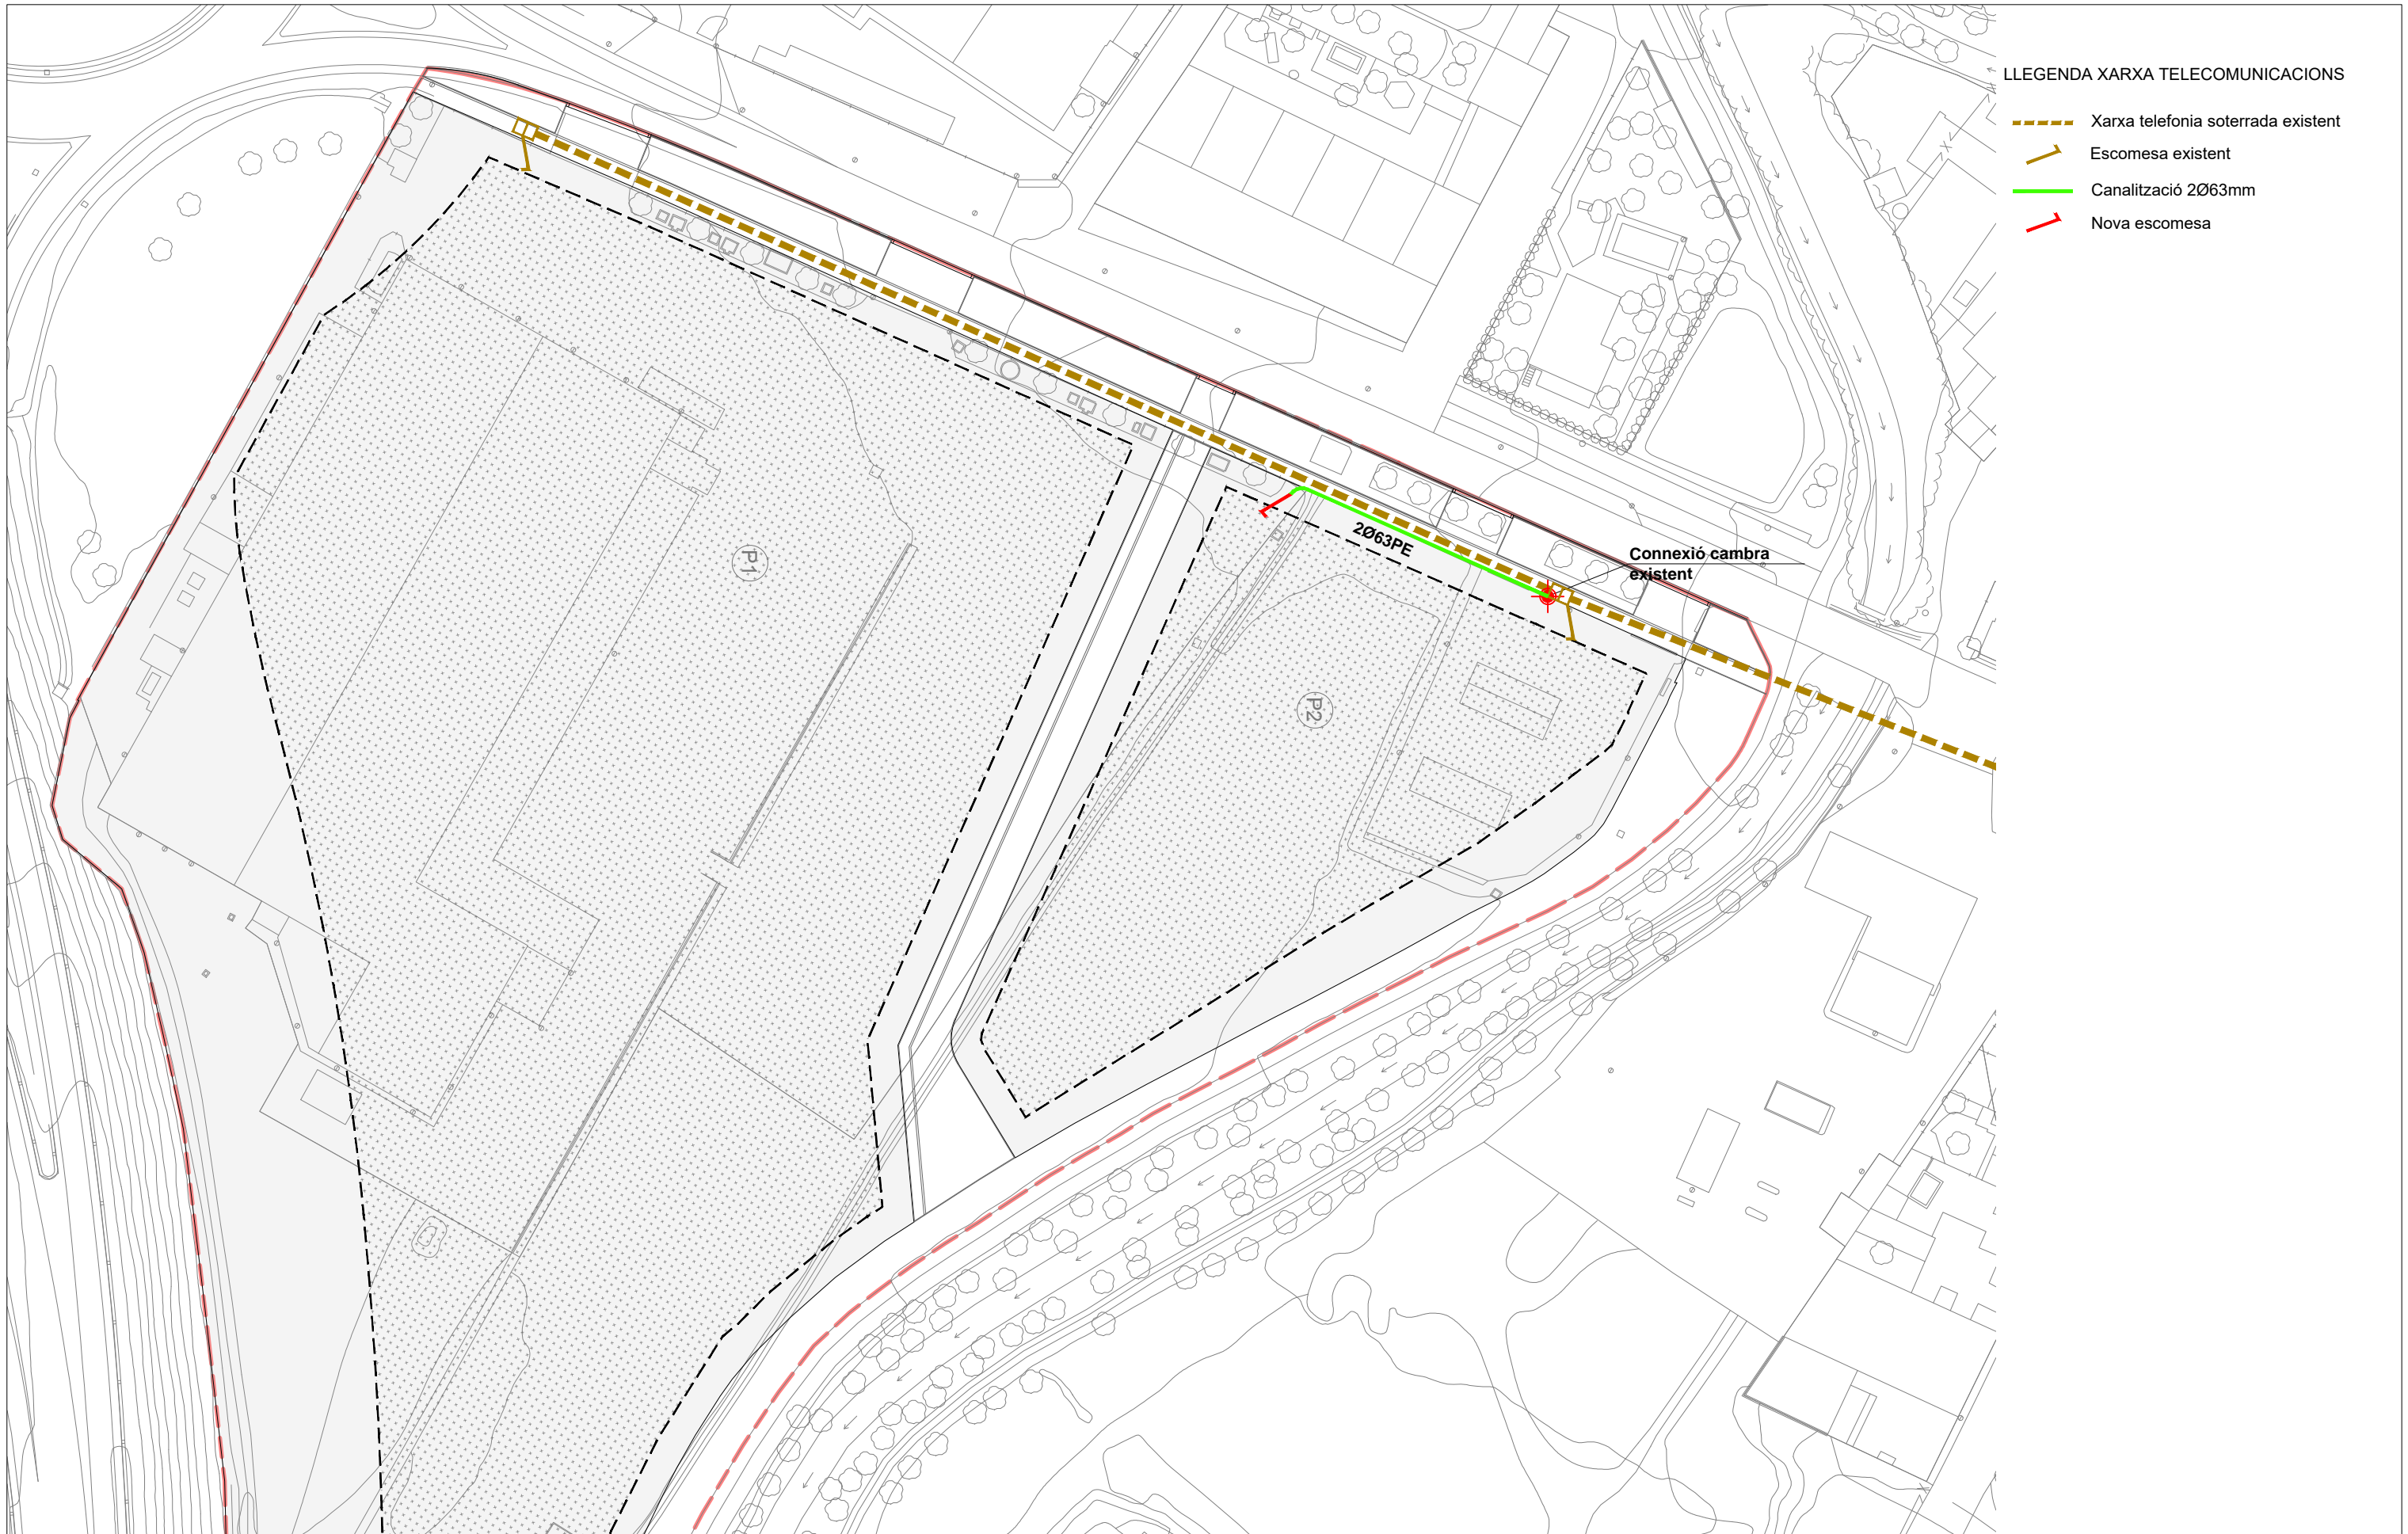 LLEGENDA XARXA TELECOMUNICACIONS
Xarxa telefonia soterrada existent
Escomesa existent
Canalització 2Ø63mm
Nova escomesa
2Ø63PE
Connexió cambra
existent
P1
P2